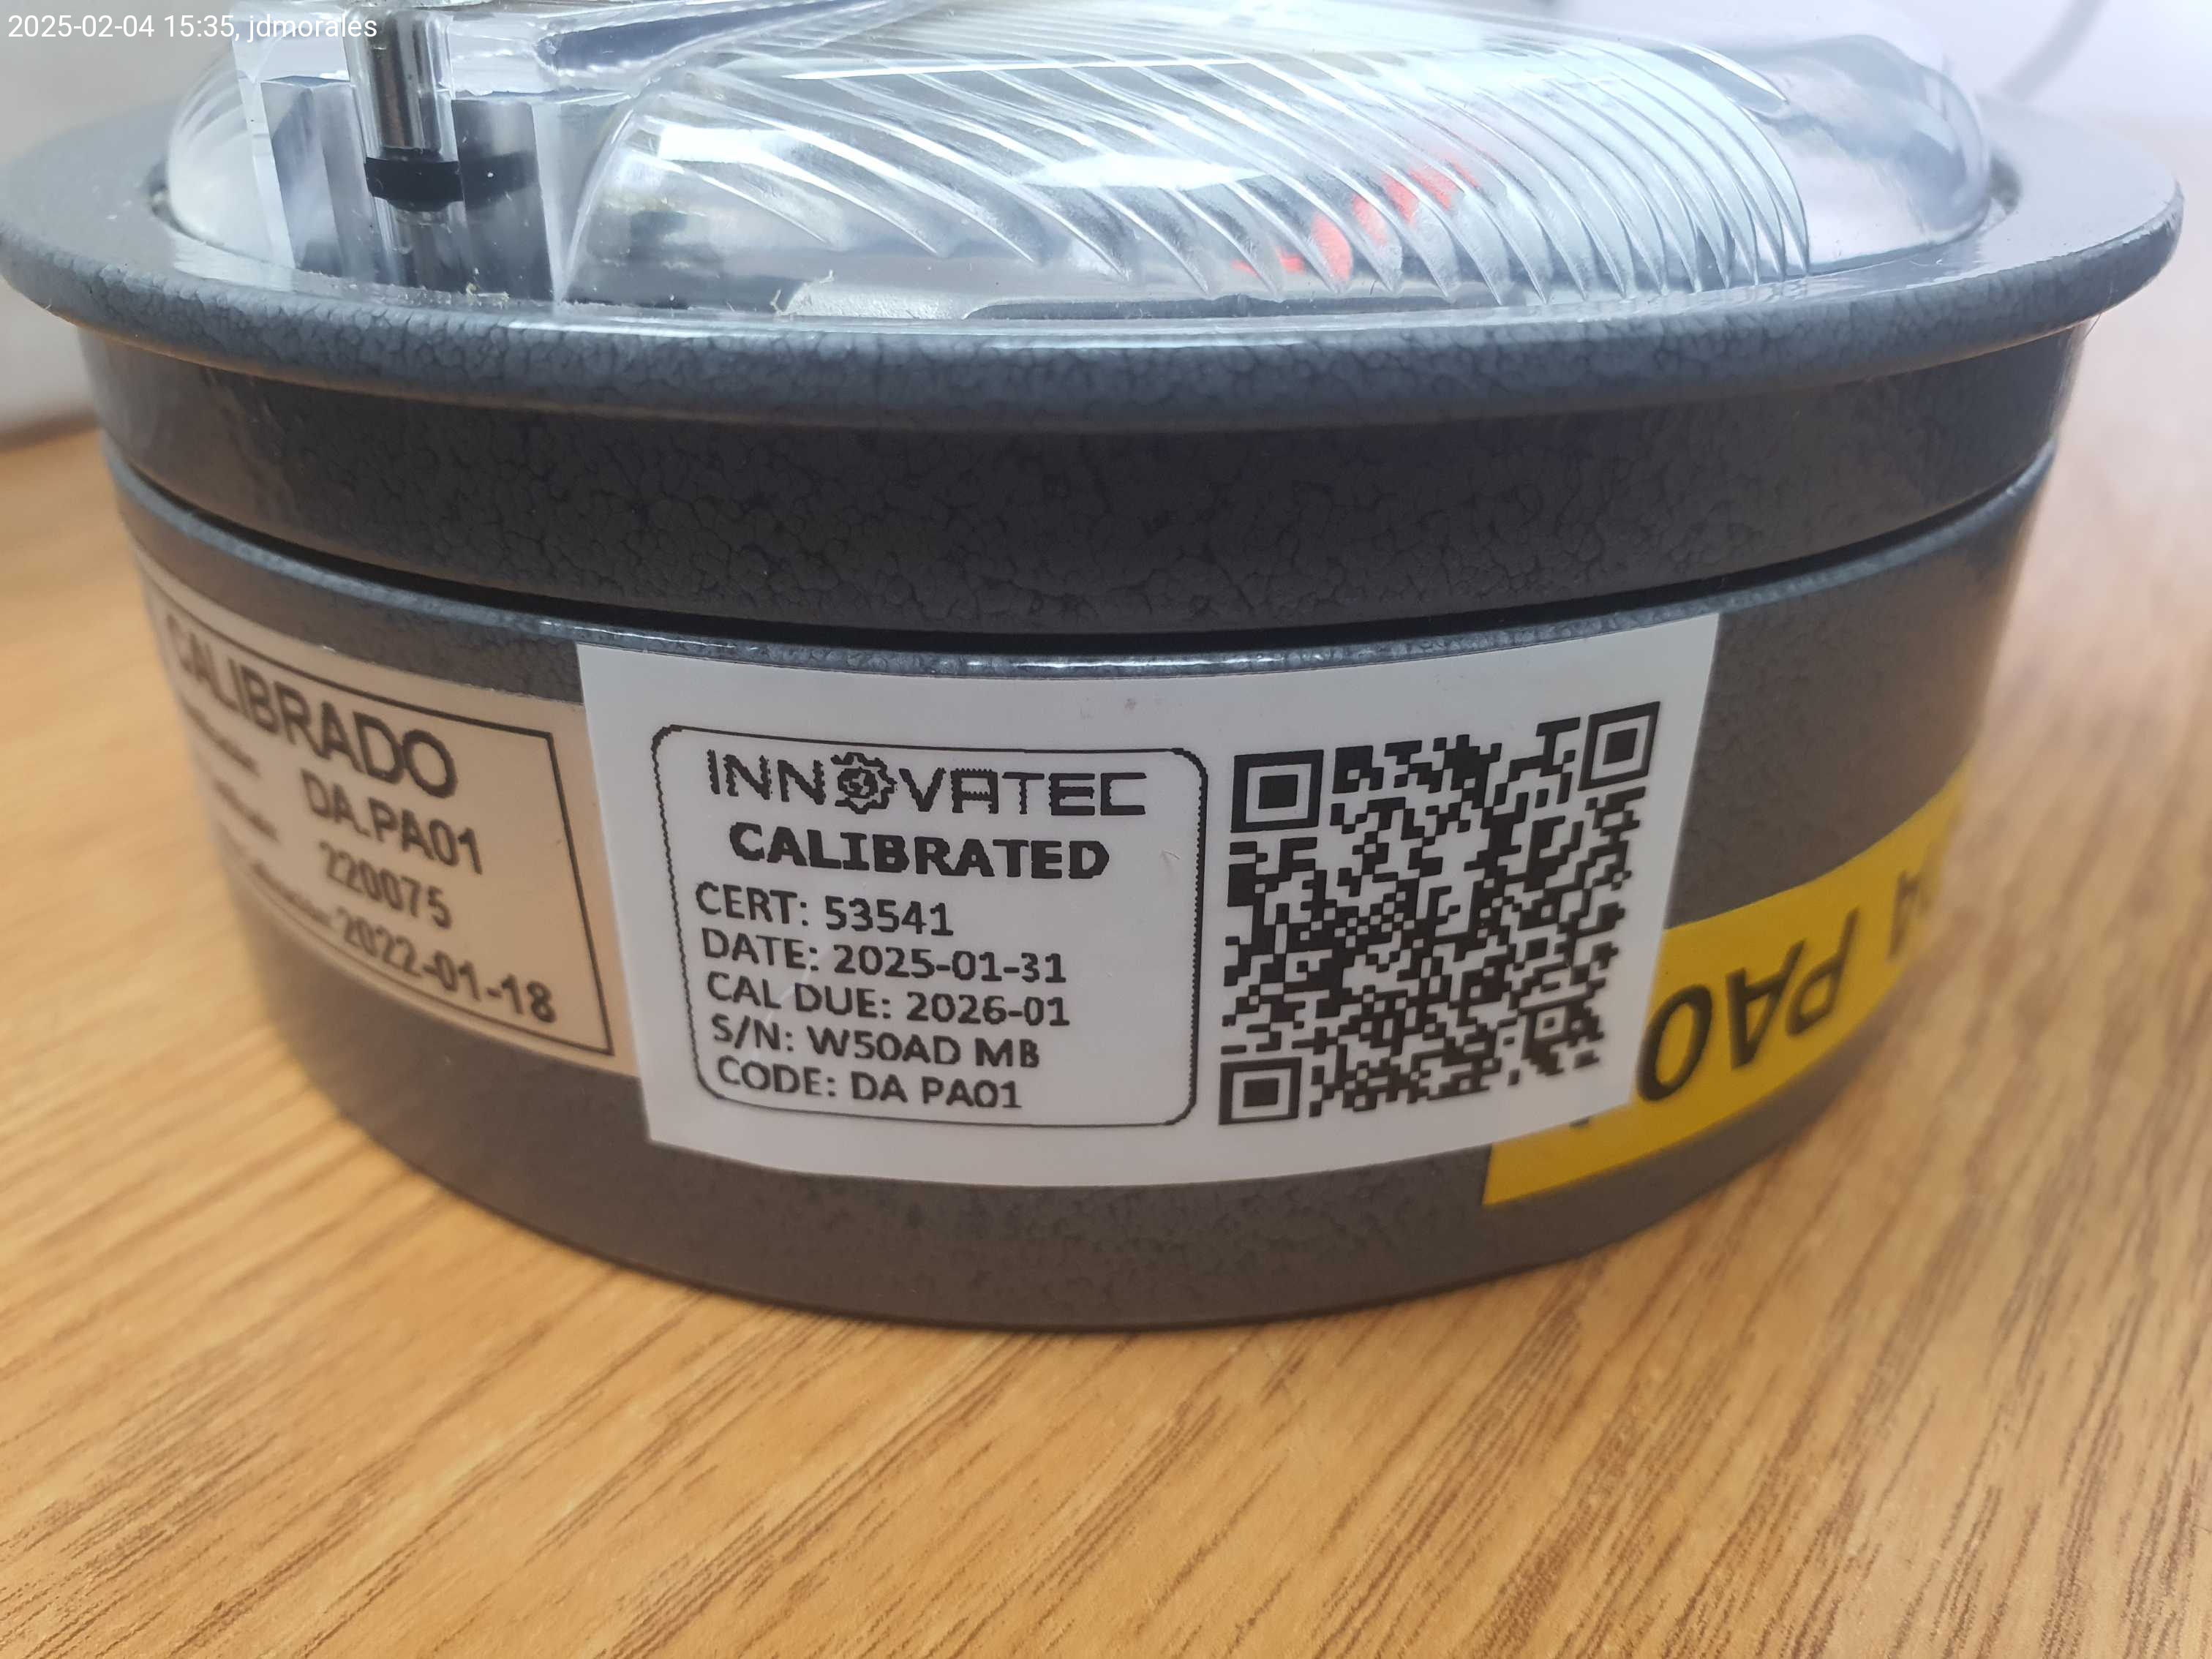 2025-02-04 15:35, jdmorales
CALIBRADO
DA.PA01
220075
2022-01-18
INNOVATEC
CALIBRATED
CERT: 53541
DATE: 2025-01-31
CAL DUE: 2026-01
S/N: W50AD MB
CODE: DA PA01
PA0